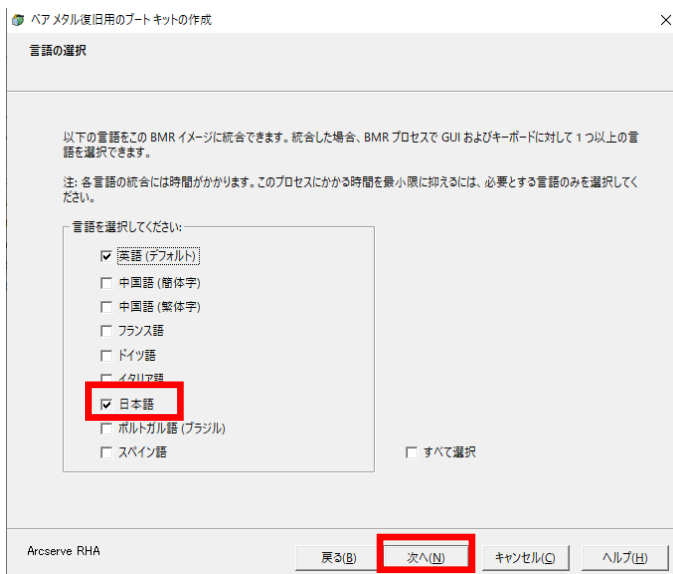 ベア メタル復旧用のブート キットの作成
言語の選択
以下の言語をこの BMR イメージに統合できます。統合した場合、BMR プロセスで GUI およびキーボードに対して 1 つ以上の言
語を選択できます。
注: 各言語の統合には時間がかかります。このプロセスにかかる時間を最小限に抑えるには、必要とする言語のみを選択してく
ださい。
言語を選択してください:
英語 (デフォルト)
中国語 (簡体字)
中国語 (繁体字)
フランス語
ドイツ語
イタリア語
日本語
ポルトガル語 (ブラジル)
スペイン語
すべて選択
Arcserve RHA
戻る(B)
次へ(N)
キャンセル(C)
ヘルプ(H)